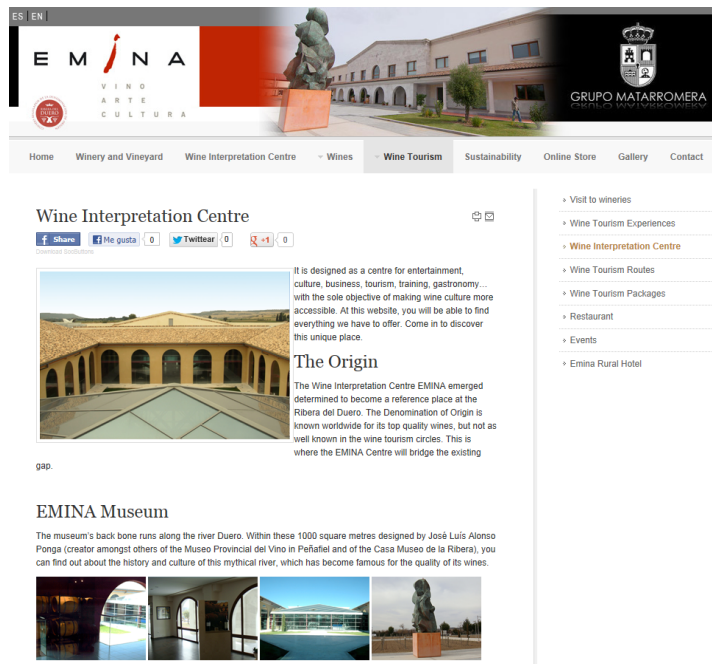 ES | EN |
E M I N A
V I N O
A R T E
C U L T U R A
GRUPO MATARROMERA
Home Winery and Vineyard Wine Interpretation Centre Wines Wine Tourism Sustainability Online Store Gallery Contact
Wine Interpretation Centre
Share Me gusta 0 Twittear 0 +1 0
It is designed as a centre for entertainment,
culture, business, tourism, training, gastronomy…
with the sole objective of making wine culture more
accessible. At this website, you will be able to find
everything we have to offer. Come in to discover
this unique place.
The Origin
The Wine Interpretation Centre EMINA emerged
determined to become a reference place at the
Ribera del Duero. The Denomination of Origin is
known worldwide for its top quality wines, but not as
well known in the wine tourism circles. This is
where the EMINA Centre will bridge the existing
gap.
EMINA Museum
The museum's back bone runs along the river Duero. Within these 1000 square metres designed by José Luís Alonso
Ponga (creator amongst others of the Museo Provincial del Vino in Peñafiel and of the Casa Museo de la Ribera), you
can find out about the history and culture of this mythical river, which has become famous for the quality of its wines.
Visit to wineries
Wine Tourism Experiences
Wine Interpretation Centre
Wine Tourism Routes
Wine Tourism Packages
Restaurant
Events
Emina Rural Hotel